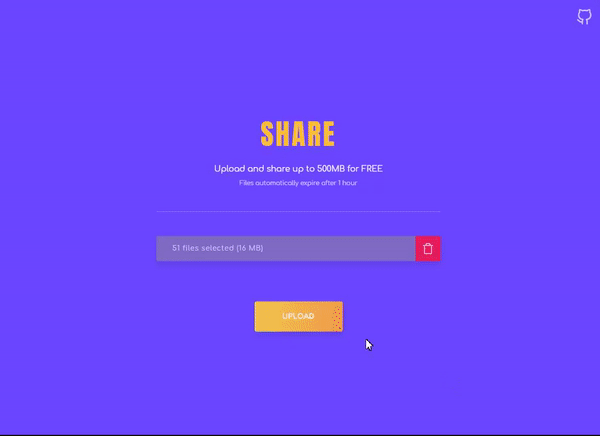 SHARE
Upload and share up to 500MB for FREE
Files automatically expire after 1 hour
51 files selected (16 MB)
UPLOAD